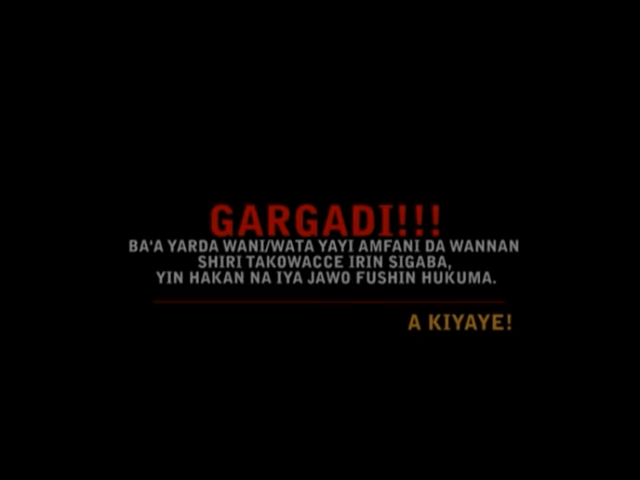 GARGADI!!!
BA'A YARDA WANI/WATA YAYI AMFANI DA WANNAN
SHIRI TAKOWACCE IRIN SIGABA,
YIN HAKAN NA IYA JAWO FUSHIN HUKUMA.
A KIYAYE!